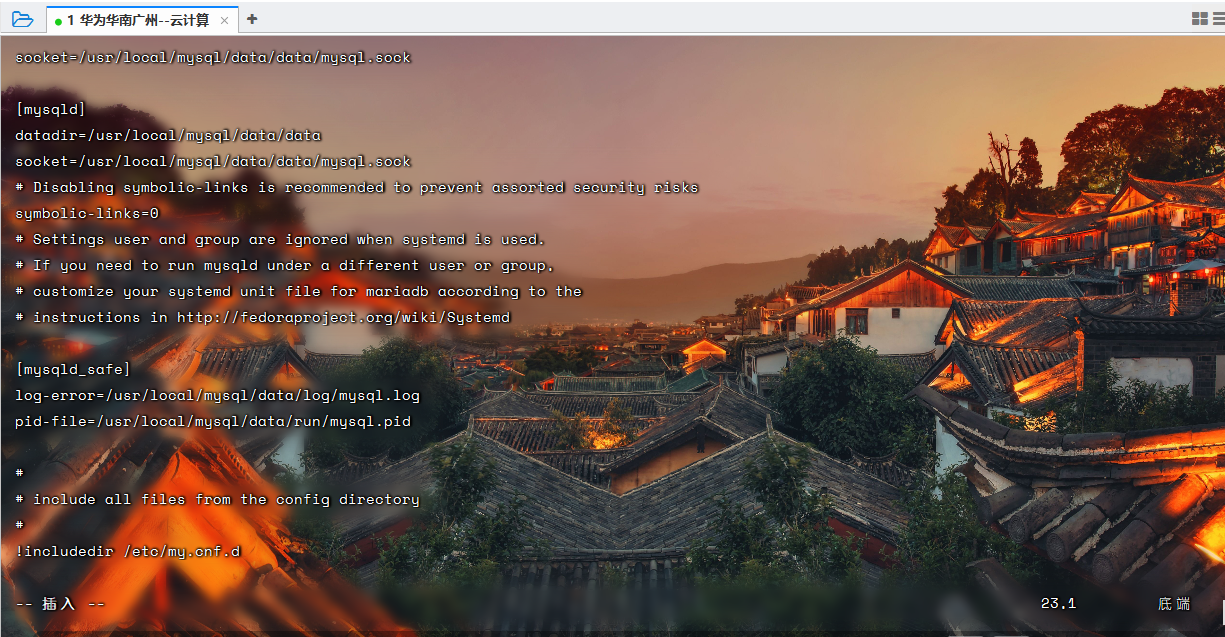 1 华为华南广州--云计算 × +
socket=/usr/local/mysql/data/data/mysql.sock
[mysqld]
datadir=/usr/local/mysql/data/data
socket=/usr/local/mysql/data/data/mysql.sock
# Disabling symbolic-links is recommended to prevent assorted security risks
symbolic-links=0
# Settings user and group are ignored when systemd is used.
# If you need to run mysqld under a different user or group.
# customize your systemd unit file for mariadb according to the
# instructions in http://fedoraproject.org/wiki/Systemd
[mysqld_safe]
log-error=/usr/local/mysql/data/log/mysql.log
pid-file=/usr/local/mysql/data/run/mysql.pid
#
# include all files from the config directory
#
!includedir /etc/my.cnf.d
-- 插入 -- 23.1 底端